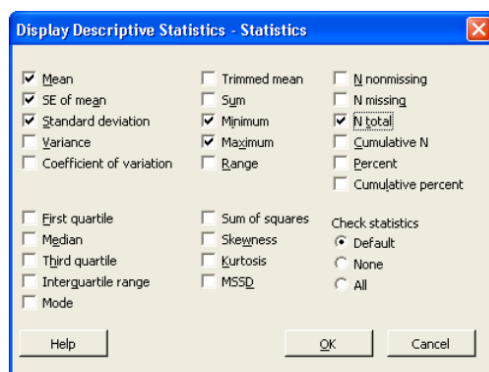 Display Descriptive Statistics - Statistics
Mean
SE of mean
Standard deviation
Variance
Coefficient of variation
Trimmed mean
Sum
Minimum
Maximum
Range
N nonmissing
N missing
N total
Cumulative N
Percent
Cumulative percent
First quartile
Median
Third quartile
Interquartile range
Mode
Sum of squares
Skewness
Kurtosis
MSSD
Check statistics
Default
None
All
Help
OK
Cancel